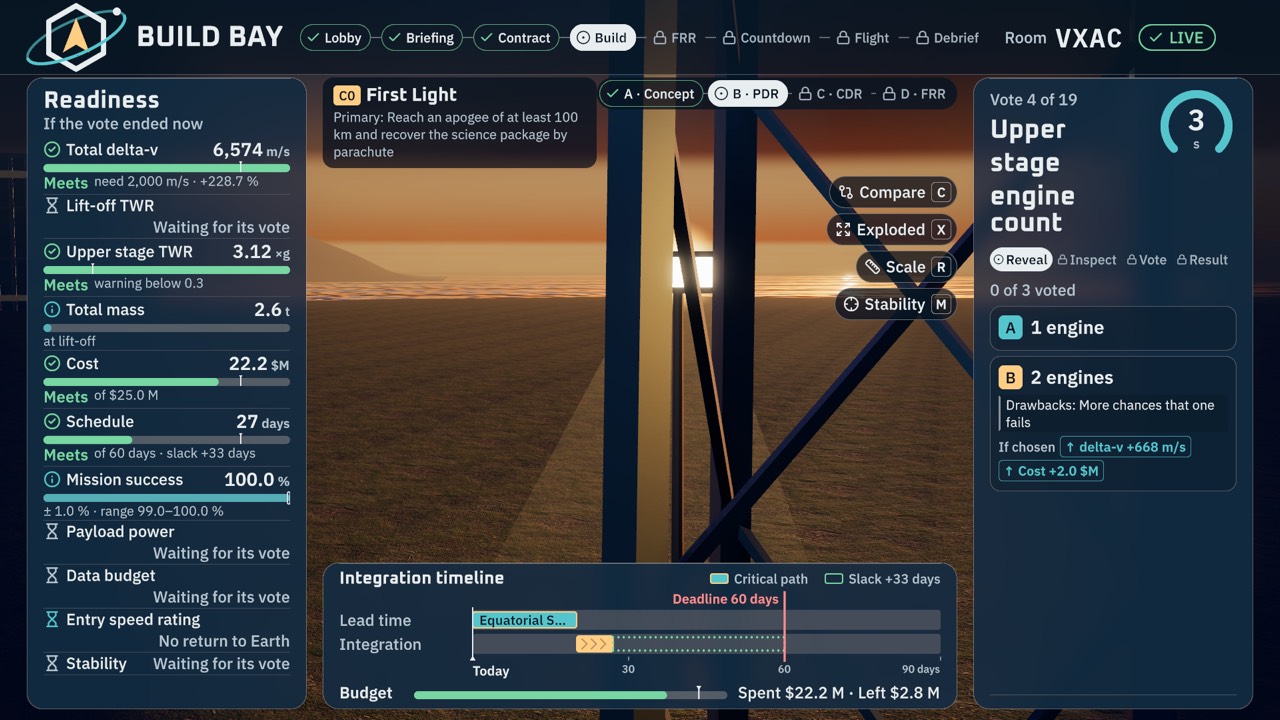 BUILD BAY
Lobby
Briefing
Contract
Build
FRR
Countdown
Flight
Debrief
Room VXAC
LIVE
Readiness
If the vote ended now
Total delta-v 6,574 m/s
Meets need 2,000 m/s · +228.7 %
Lift-off TWR
Waiting for its vote
Upper stage TWR 3.12 ×g
Meets warning below 0.3
Total mass 2.6 t
at lift-off
Cost 22.2 $M
Meets of $25.0 M
Schedule 27 days
Meets of 60 days · slack +33 days
Mission success 100.0 %
± 1.0 % · range 99.0–100.0 %
Payload power
Waiting for its vote
Data budget
Waiting for its vote
Entry speed rating
No return to Earth
Stability Waiting for its vote
C0 First Light
Primary: Reach an apogee of at least 100
km and recover the science package by
parachute
A · Concept
B · PDR
C · CDR
D · FRR
Compare C
Exploded X
Scale R
Stability M
Integration timeline
Critical path
Slack +33 days
Deadline 60 days
Lead time Equatorial S...
Integration
Today 30 60 90 days
Budget Spent $22.2 M · Left $2.8 M
Vote 4 of 19
Upper
stage
engine
count
3
s
Reveal
Inspect
Vote
Result
0 of 3 voted
A 1 engine
B 2 engines
Drawbacks: More chances that one
fails
If chosen ↑ delta-v +668 m/s
↑ Cost +2.0 $M